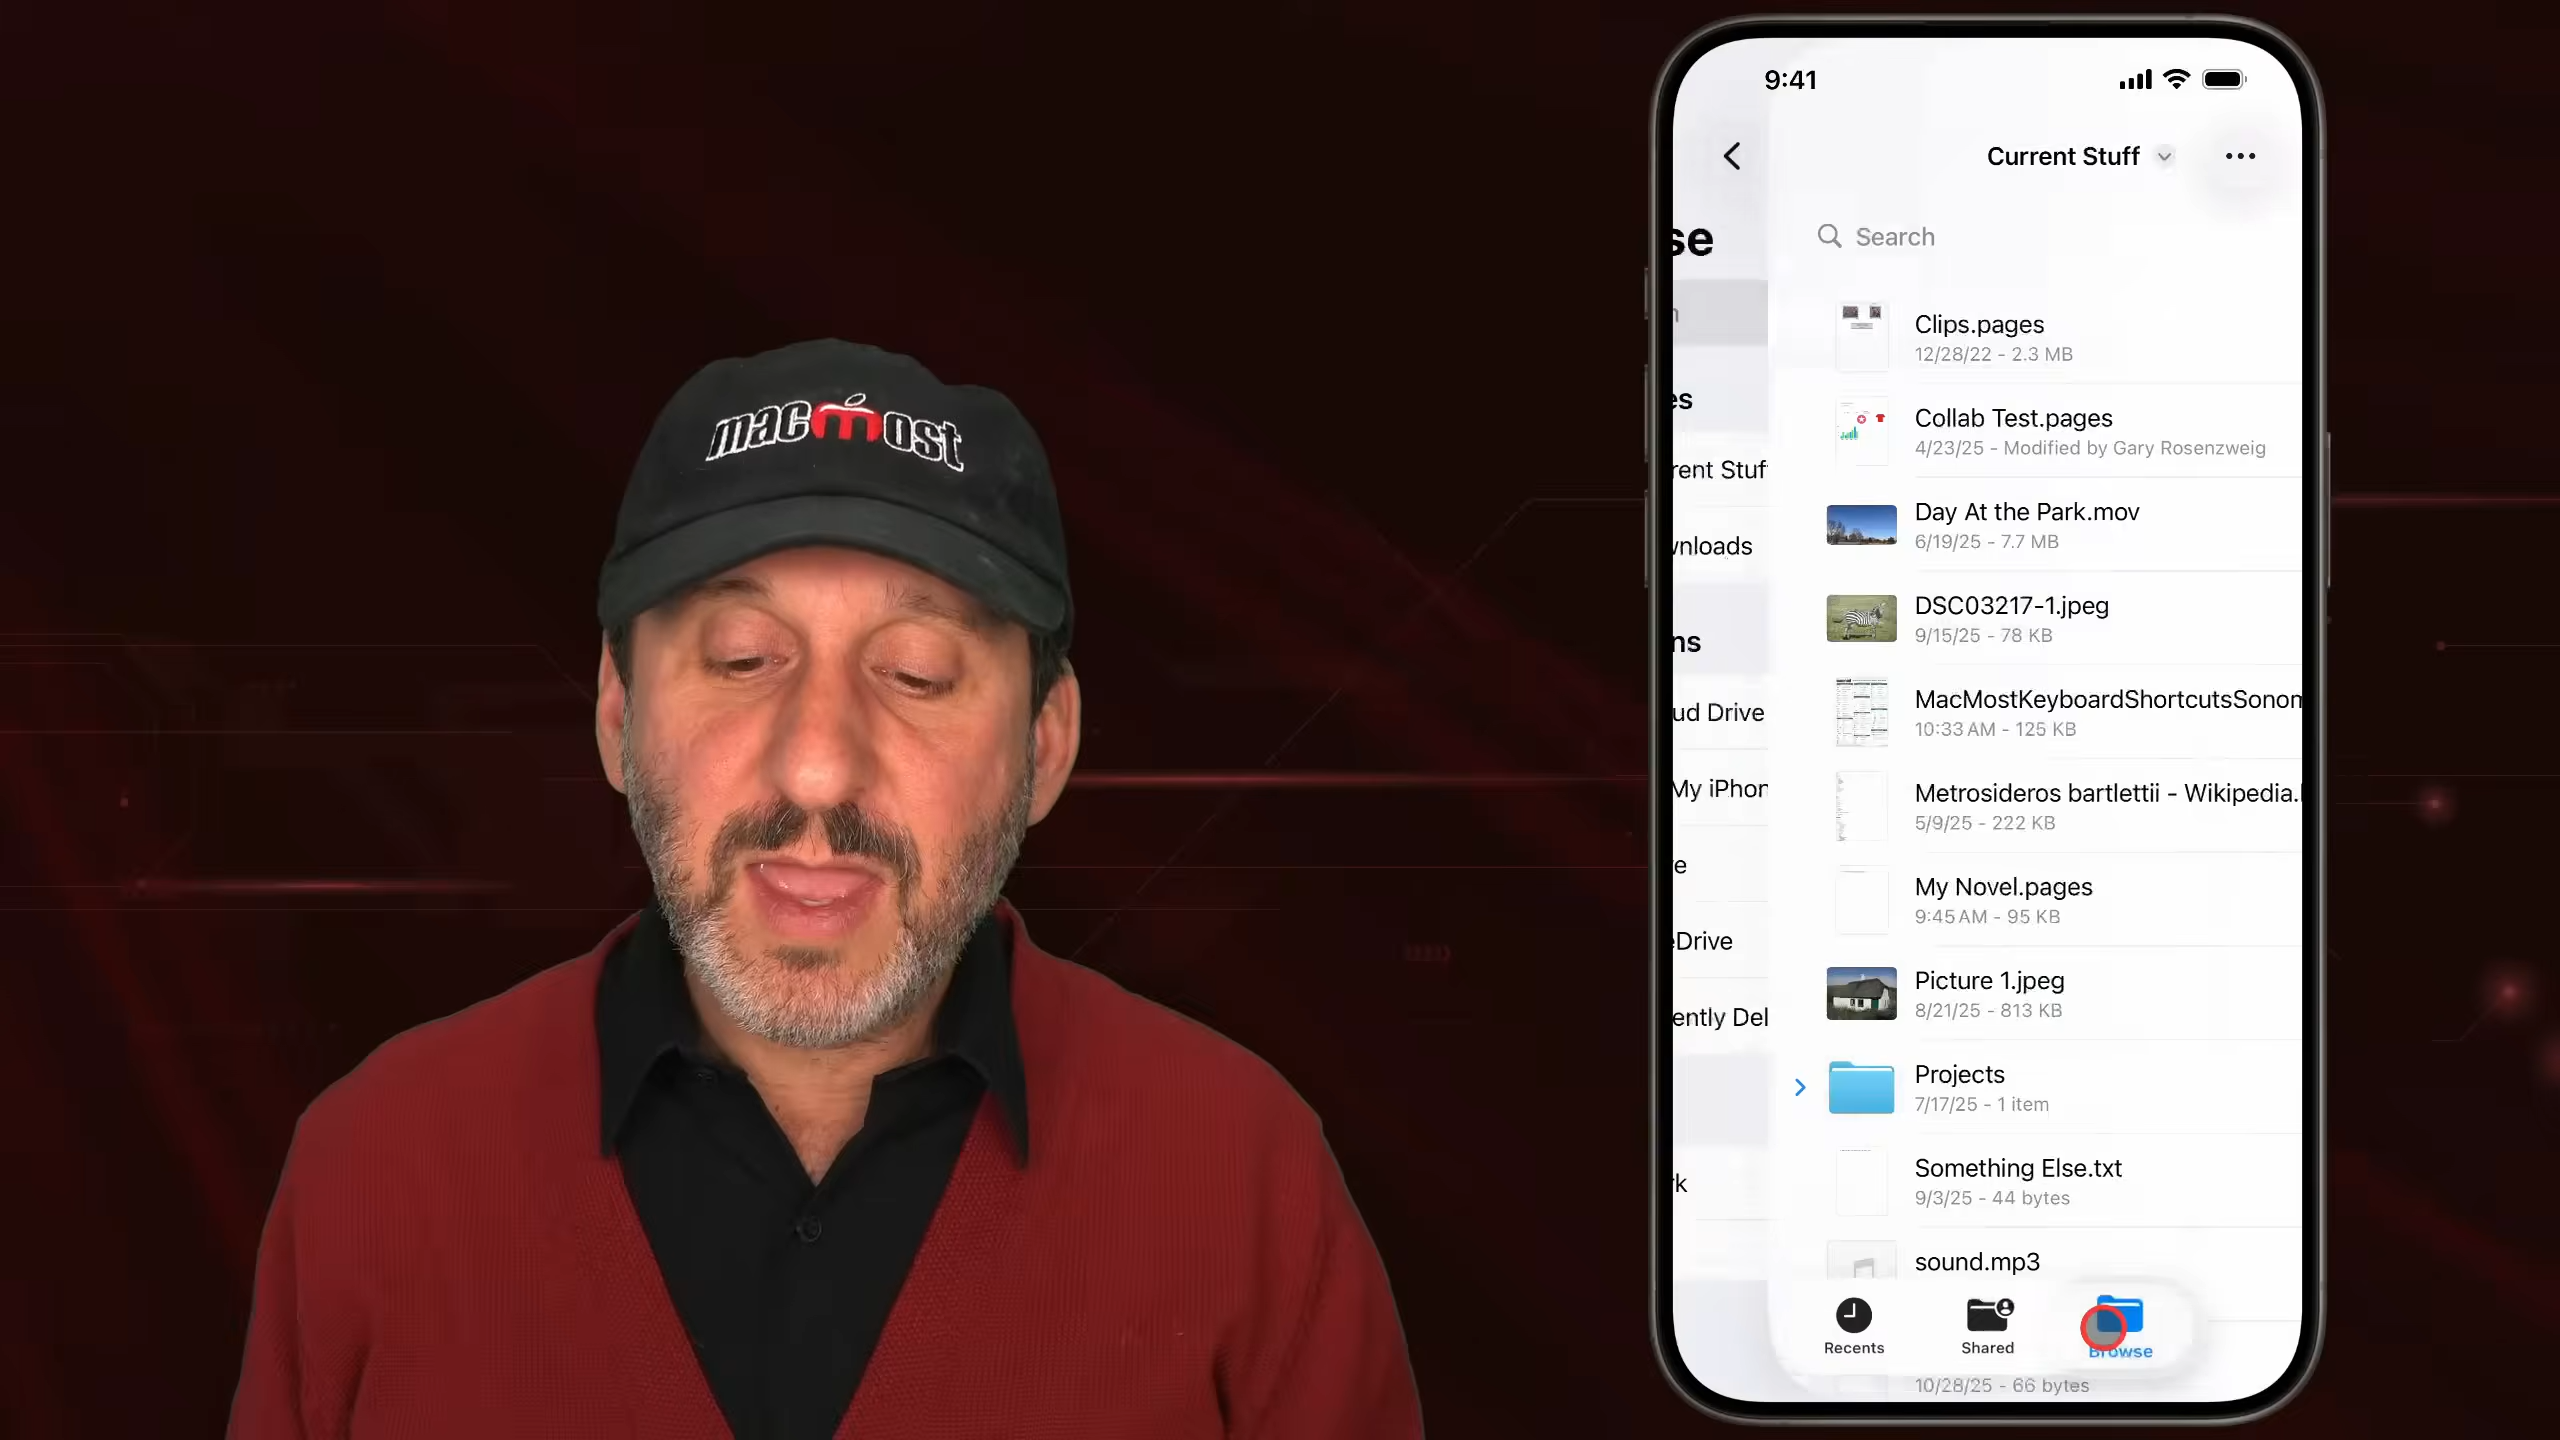 macmost
9:41
Current Stuff
se
Search
Clips.pages
12/28/22 - 2.3 MB
es
Collab Test.pages
4/23/25 - Modified by Gary Rosenzweig
rent Stuf
Day At the Park.mov
6/19/25 - 7.7 MB
wnloads
DSC03217-1.jpeg
9/15/25 - 78 KB
ns
MacMostKeyboardShortcutsSonom
10:33 AM - 125 KB
ud Drive
My iPhon
Metrosideros bartlettii - Wikipedia.
5/9/25 - 222 KB
e
My Novel.pages
9:45 AM - 95 KB
eDrive
Picture 1.jpeg
8/21/25 - 813 KB
ently Del
Projects
7/17/25 - 1 item
Something Else.txt
9/3/25 - 44 bytes
rk
sound.mp3
Recents
Shared
Browse
10/28/25 - 66 bytes